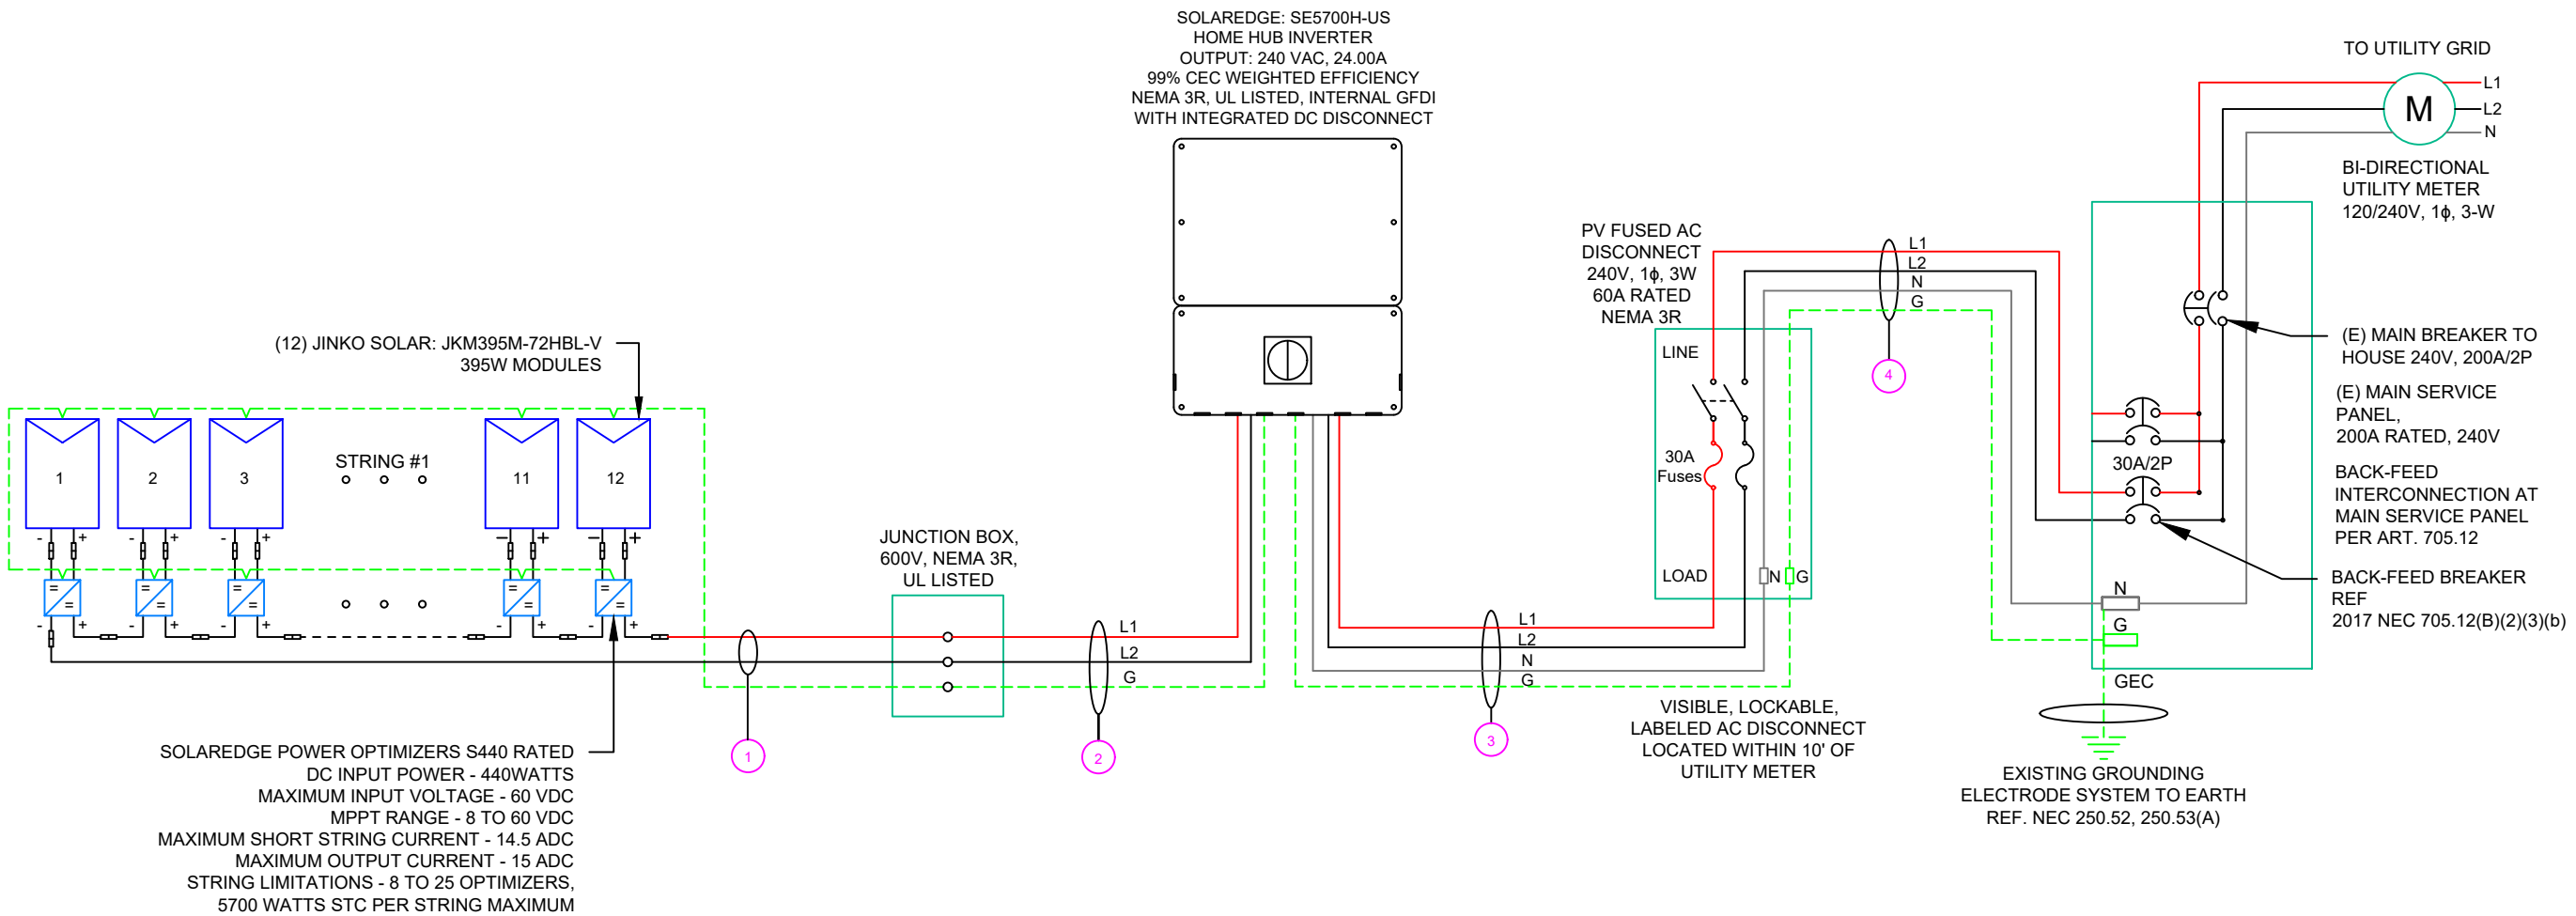 SOLAREDGE: SE5700H-US
HOME HUB INVERTER
OUTPUT: 240 VAC, 24.00A
99% CEC WEIGHTED EFFICIENCY
NEMA 3R, UL LISTED, INTERNAL GFDI
WITH INTEGRATED DC DISCONNECT
TO UTILITY GRID
L1
L2
N
M
BI-DIRECTIONAL
UTILITY METER
120/240V, 1ϕ, 3-W
PV FUSED AC
DISCONNECT
240V, 1ϕ, 3W
60A RATED
NEMA 3R
L1
L2
N
G
4
LINE
30A
Fuses
LOAD
N
G
(E) MAIN BREAKER TO
HOUSE 240V, 200A/2P
(E) MAIN SERVICE
PANEL,
200A RATED, 240V
30A/2P
BACK-FEED
INTERCONNECTION AT
MAIN SERVICE PANEL
PER ART. 705.12
BACK-FEED BREAKER
REF
2017 NEC 705.12(B)(2)(3)(b)
N
G
GEC
EXISTING GROUNDING
ELECTRODE SYSTEM TO EARTH
REF. NEC 250.52, 250.53(A)
(12) JINKO SOLAR: JKM395M-72HBL-V
395W MODULES
1
2
3
STRING #1
11
12
- + - + - + - + - +
= = = = = = = = = =
- + - + - + - + - +
JUNCTION BOX,
600V, NEMA 3R,
UL LISTED
L1
L2
G
1
2
L1
L2
N
G
3
VISIBLE, LOCKABLE,
LABELED AC DISCONNECT
LOCATED WITHIN 10' OF
UTILITY METER
SOLAREDGE POWER OPTIMIZERS S440 RATED
DC INPUT POWER - 440WATTS
MAXIMUM INPUT VOLTAGE - 60 VDC
MPPT RANGE - 8 TO 60 VDC
MAXIMUM SHORT STRING CURRENT - 14.5 ADC
MAXIMUM OUTPUT CURRENT - 15 ADC
STRING LIMITATIONS - 8 TO 25 OPTIMIZERS,
5700 WATTS STC PER STRING MAXIMUM